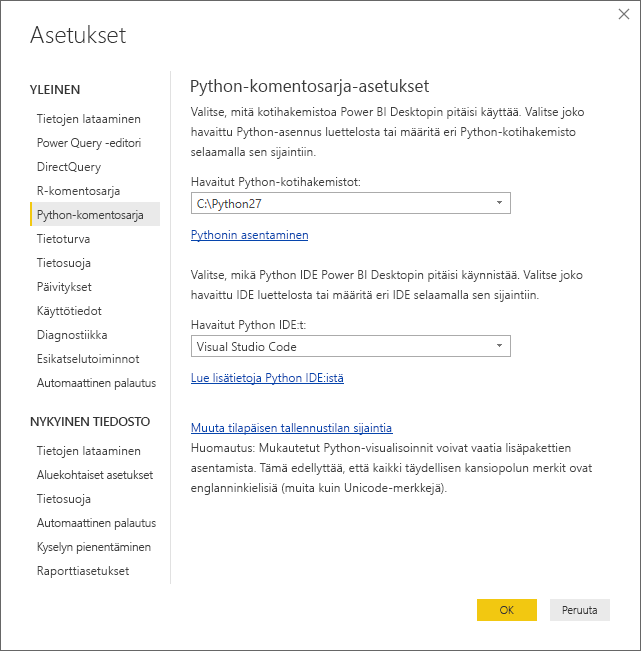 Asetukset
YLEINEN
Tietojen lataaminen
Power Query -editori
DirectQuery
R-komentosarja
Python-komentosarja
Tietoturva
Tietosuoja
Päivitykset
Käyttötiedot
Diagnostiikka
Esikatselutoiminnot
Automaattinen palautus
NYKYINEN TIEDOSTO
Tietojen lataaminen
Aluekohtaiset asetukset
Tietosuoja
Automaattinen palautus
Kyselyn pienentäminen
Raporttiasetukset
Python-komentosarja-asetukset
Valitse, mitä kotihakemistoa Power BI Desktopin pitäisi käyttää. Valitse joko
havaittu Python-asennus luettelosta tai määritä eri Python-kotihakemisto
selaamalla sen sijaintiin.
Havaitut Python-kotihakemistot:
C:\Python27
Pythonin asentaminen
Valitse, mikä Python IDE Power BI Desktopin pitäisi käynnistää. Valitse joko
havaittu IDE luettelosta tai määritä eri IDE selaamalla sen sijaintiin.
Havaitut Python IDE:t:
Visual Studio Code
Lue lisätietoja Python IDE:istä
Muuta tilapäisen tallennustilan sijaintia
Huomautus: Mukautetut Python-visualisoinnit voivat vaatia lisäpakettien
asentamista. Tämä edellyttää, että kaikki täydellisen kansiopolun merkit ovat
englanninkielisiä (muita kuin Unicode-merkkejä).
OK
Peruuta